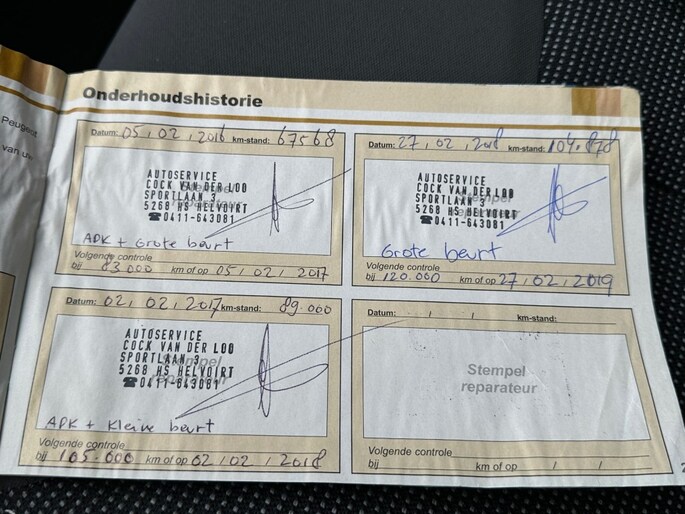 Peugeot
van uw
Onderhoudshistorie
Datum: 05 / 02 / 2016 km-stand: 67568
AUTOSERVICE
COCK VAN DER LOO
SPORTLAAN 3
5268 HS HELVOIRT
☎0411-643081
APK + Grote beurt
Volgende controle
bij 83.000 km of op 05 / 02 / 2017
Datum: 27 / 02 / 2018 km-stand: 104.878
AUTOSERVICE
COCK VAN DER LOO
SPORTLAAN 3
5268 HS HELVOIRT
☎0411-643081
Grote beurt
Volgende controle
bij 120.000 km of op 27 / 02 / 2019
Datum: 02 / 02 / 2017 km-stand: 89.000
AUTOSERVICE
COCK VAN DER LOO
SPORTLAAN 3
5268 HS HELVOIRT
☎0411-643081
APK + Kleine beurt
Volgende controle
bij 105.000 km of op 02 / 02 / 2018
Datum: / / km-stand:
Stempel
reparateur
Volgende controle
bij km of op / /